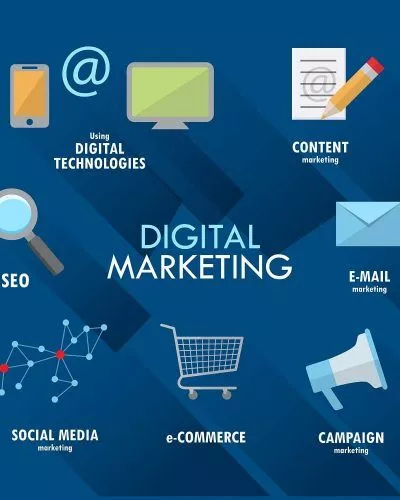 @
Using
DIGITAL
TECHNOLOGIES
@
CONTENT
marketing
SEO
DIGITAL
MARKETING
E-MAIL
marketing
SOCIAL MEDIA
marketing
e-COMMERCE
CAMPAIGN
marketing